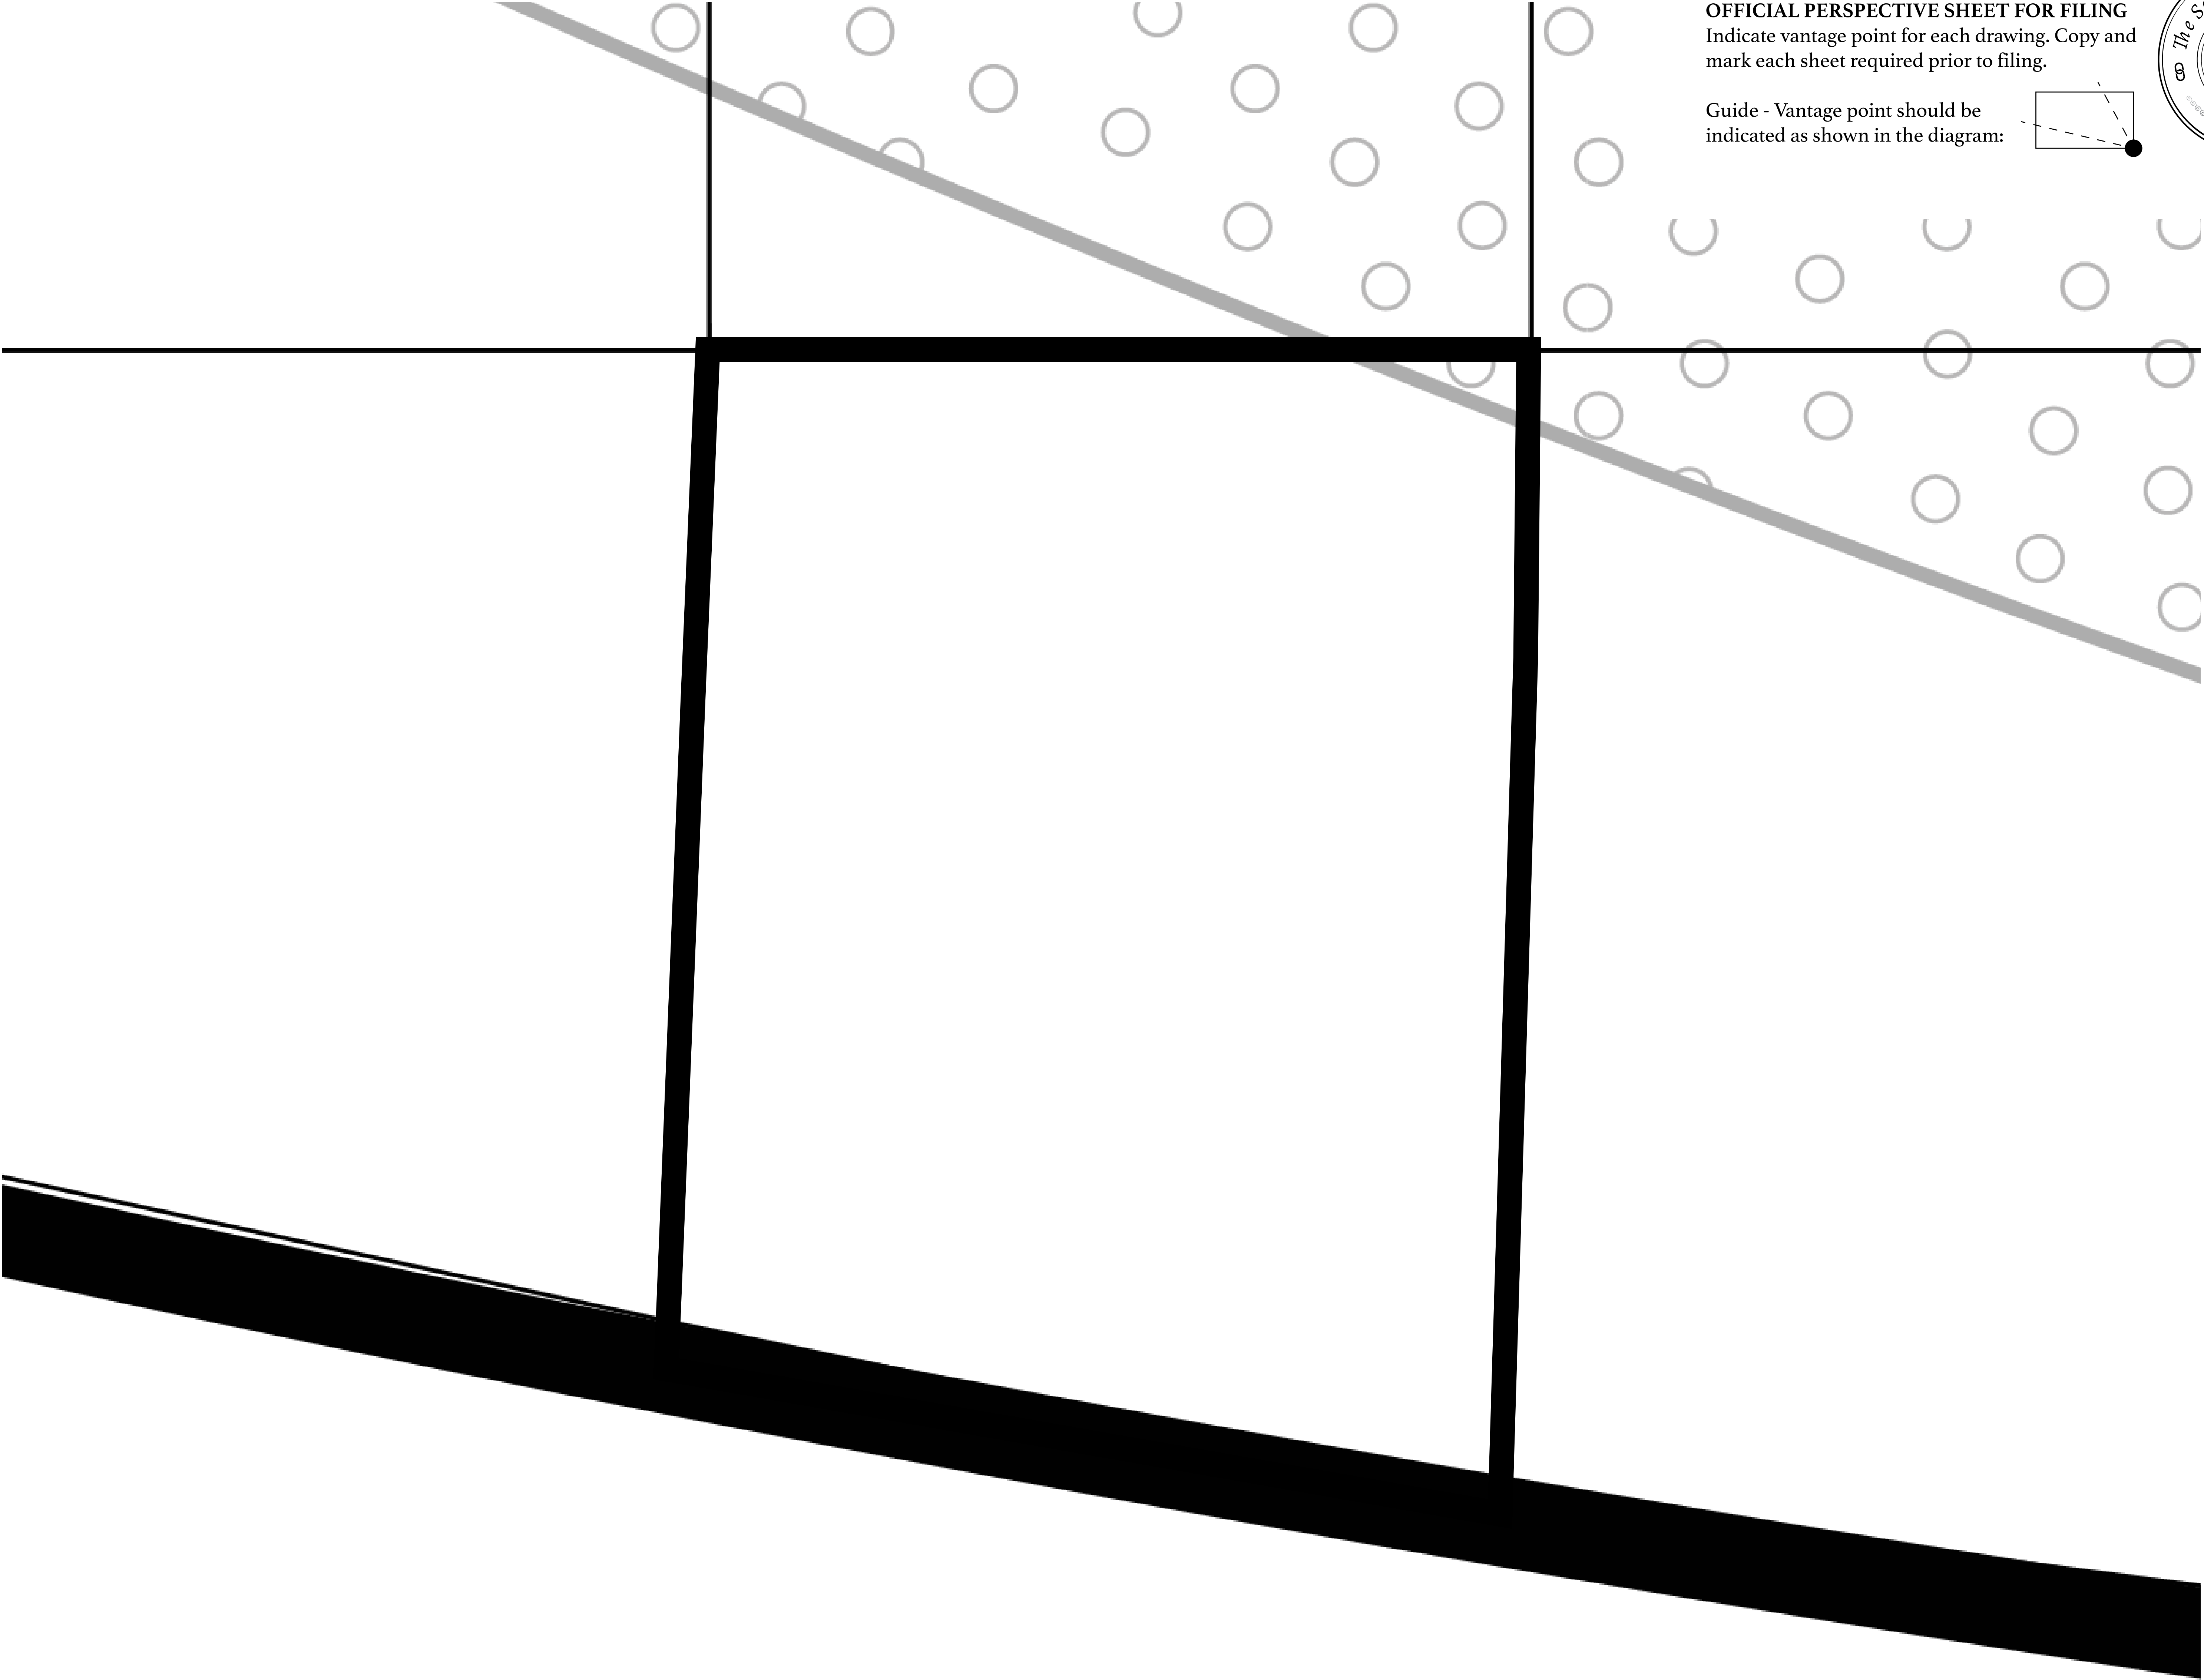 OFFICIAL PERSPECTIVE SHEET FOR FILING
Indicate vantage point for each drawing. Copy and
mark each sheet required prior to filing.
Guide - Vantage point should be
indicated as shown in the diagram:
The